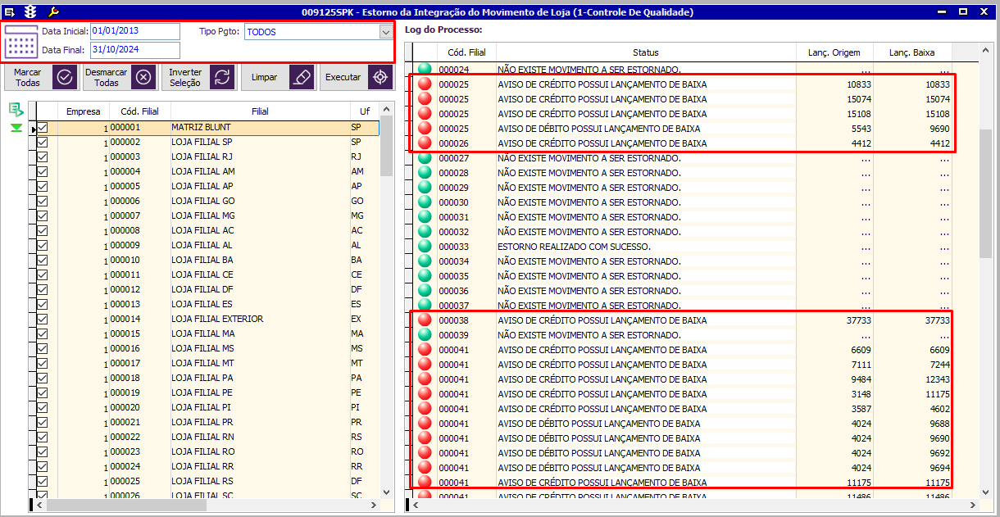 009125SPK - Estorno da Integração do Movimento de Loja (1-Controle De Qualidade)
Data Inicial: 01/01/2013 Tipo Pgto: TODOS
Data Final: 31/10/2024
Marcar Todas Desmarcar Todas Inverter Seleção Limpar Executar
Empresa Cód. Filial Filial Uf
1 000001 MATRIZ BLUNT SP
1 000002 LOJA FILIAL SP SP
1 000003 LOJA FILIAL RJ RJ
1 000004 LOJA FILIAL AM AM
1 000005 LOJA FILIAL AP AP
1 000006 LOJA FILIAL GO GO
1 000007 LOJA FILIAL MG MG
1 000008 LOJA FILIAL AC AC
1 000009 LOJA FILIAL AL AL
1 000010 LOJA FILIAL BA BA
1 000011 LOJA FILIAL CE CE
1 000012 LOJA FILIAL DF DF
1 000013 LOJA FILIAL ES ES
1 000014 LOJA FILIAL EXTERIOR EX
1 000015 LOJA FILIAL MA MA
1 000016 LOJA FILIAL MS MS
1 000017 LOJA FILIAL MT MT
1 000018 LOJA FILIAL PA PA
1 000019 LOJA FILIAL PE PE
1 000020 LOJA FILIAL PI PI
1 000021 LOJA FILIAL PR PR
1 000022 LOJA FILIAL RN RS
1 000023 LOJA FILIAL RO RO
1 000024 LOJA FILIAL RR RR
1 000025 LOJA FILIAL RS DF
1 000026 LOJA FILIAL SC SC
Log do Processo:
Cód. Filial Status Lanç. Origem Lanç. Baixa
000024 NÃO EXISTE MOVIMENTO A SER ESTORNADO. ... ...
000025 AVISO DE CRÉDITO POSSUI LANÇAMENTO DE BAIXA 10833 10833
000025 AVISO DE CRÉDITO POSSUI LANÇAMENTO DE BAIXA 15074 15074
000025 AVISO DE CRÉDITO POSSUI LANÇAMENTO DE BAIXA 15108 15108
000025 AVISO DE DÉBITO POSSUI LANÇAMENTO DE BAIXA 5543 9690
000026 AVISO DE CRÉDITO POSSUI LANÇAMENTO DE BAIXA 4412 4412
000027 NÃO EXISTE MOVIMENTO A SER ESTORNADO. ... ...
000028 NÃO EXISTE MOVIMENTO A SER ESTORNADO. ... ...
000029 NÃO EXISTE MOVIMENTO A SER ESTORNADO. ... ...
000030 NÃO EXISTE MOVIMENTO A SER ESTORNADO. ... ...
000031 NÃO EXISTE MOVIMENTO A SER ESTORNADO. ... ...
000032 NÃO EXISTE MOVIMENTO A SER ESTORNADO. ... ...
000033 ESTORNO REALIZADO COM SUCESSO. ... ...
000034 NÃO EXISTE MOVIMENTO A SER ESTORNADO. ... ...
000035 NÃO EXISTE MOVIMENTO A SER ESTORNADO. ... ...
000036 NÃO EXISTE MOVIMENTO A SER ESTORNADO. ... ...
000037 NÃO EXISTE MOVIMENTO A SER ESTORNADO. ... ...
000038 AVISO DE CRÉDITO POSSUI LANÇAMENTO DE BAIXA 37733 37733
000039 NÃO EXISTE MOVIMENTO A SER ESTORNADO. ... ...
000041 AVISO DE CRÉDITO POSSUI LANÇAMENTO DE BAIXA 6609 6609
000041 AVISO DE CRÉDITO POSSUI LANÇAMENTO DE BAIXA 7111 7244
000041 AVISO DE CRÉDITO POSSUI LANÇAMENTO DE BAIXA 9484 12343
000041 AVISO DE CRÉDITO POSSUI LANÇAMENTO DE BAIXA 3148 11175
000041 AVISO DE CRÉDITO POSSUI LANÇAMENTO DE BAIXA 3587 4602
000041 AVISO DE DÉBITO POSSUI LANÇAMENTO DE BAIXA 4024 9688
000041 AVISO DE DÉBITO POSSUI LANÇAMENTO DE BAIXA 4024 9690
000041 AVISO DE DÉBITO POSSUI LANÇAMENTO DE BAIXA 4024 9692
000041 AVISO DE DÉBITO POSSUI LANÇAMENTO DE BAIXA 4024 9694
000041 AVISO DE CRÉDITO POSSUI LANÇAMENTO DE BAIXA 11175 11175
000041 AVISO DE CRÉDITO POSSUI LANÇAMENTO DE BAIXA 11486 11486